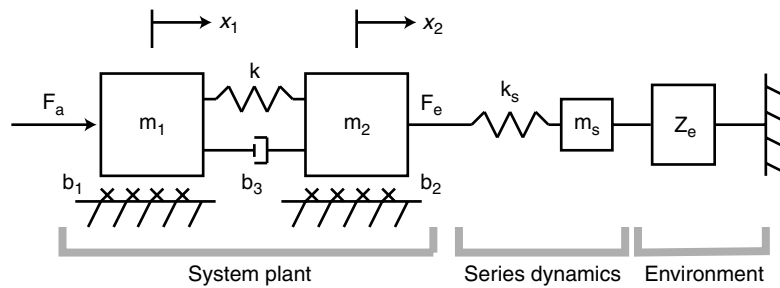 x₁
x₂
k
kₛ
Fₐ
Fₑ
m₁
m₂
mₛ
Zₑ
b₁
b₃
b₂
System plant
Series dynamics
Environment